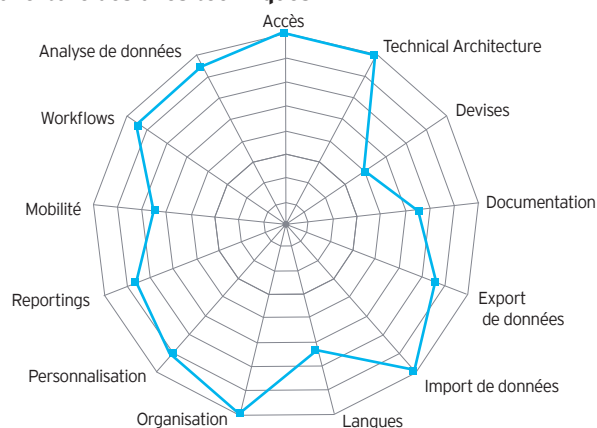 Accès
Technical Architecture
Devises
Documentation
Export
de données
Import de données
Langues
Organisation
Personnalisation
Reportings
Mobilité
Workflows
Analyse de données